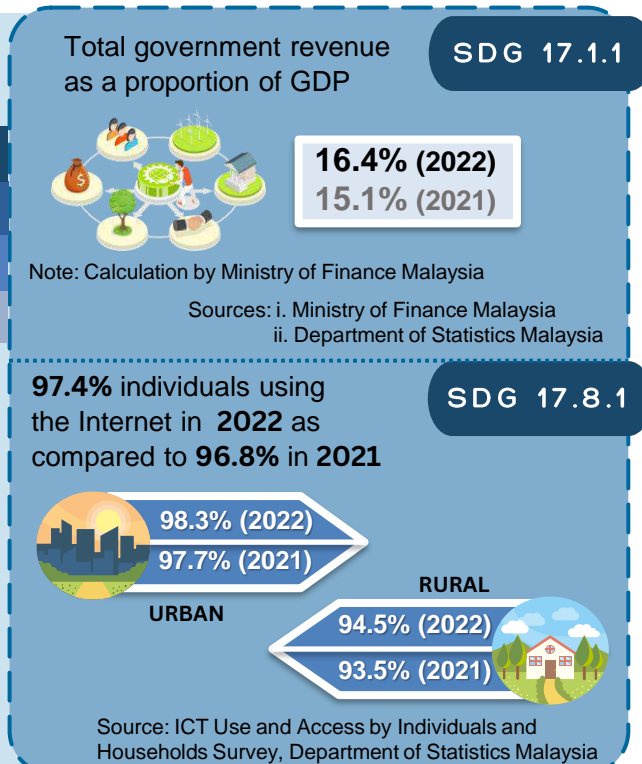 Total government revenue
as a proportion of GDP
SDG 17.1.1
$
16.4% (2022)
15.1% (2021)
Note: Calculation by Ministry of Finance Malaysia
Sources: i. Ministry of Finance Malaysia
ii. Department of Statistics Malaysia
97.4% individuals using
the Internet in 2022 as
compared to 96.8% in 2021
SDG 17.8.1
98.3% (2022)
97.7% (2021)
URBAN
RURAL
94.5% (2022)
93.5% (2021)
Source: ICT Use and Access by Individuals and
Households Survey, Department of Statistics Malaysia